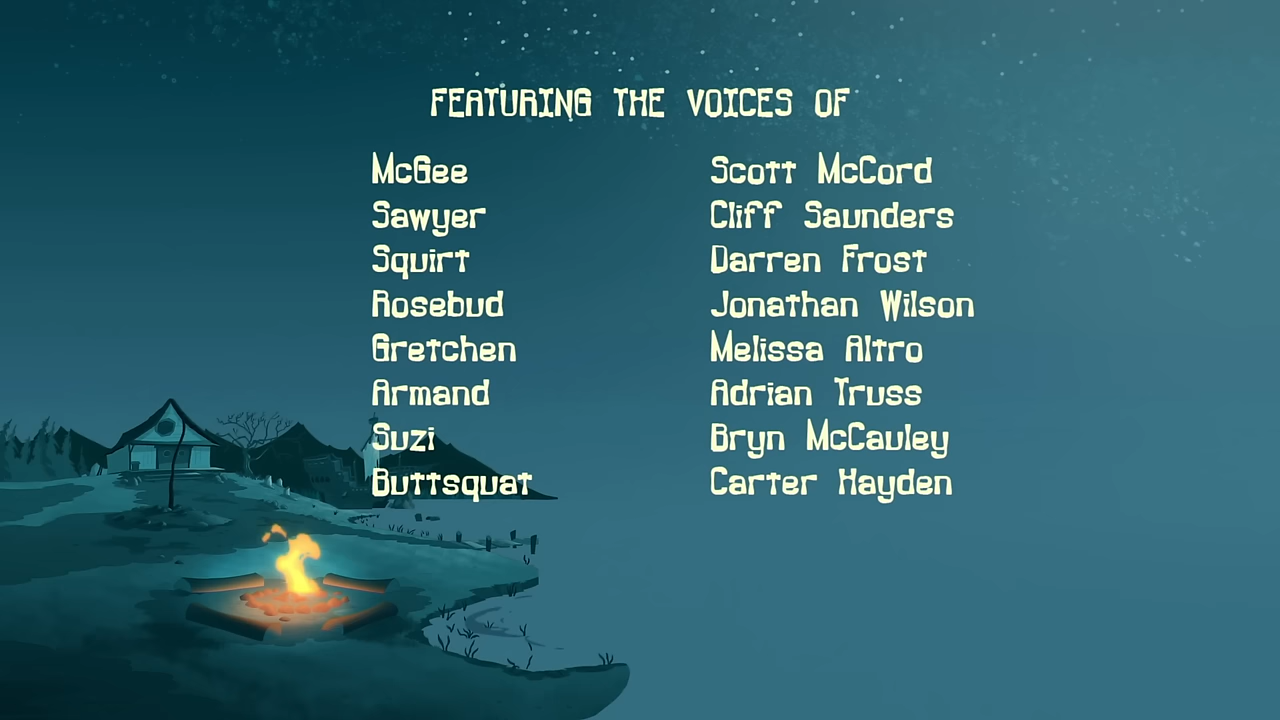 FEATURING THE VOICES OF
McGee Scott McCord
Sawyer Cliff Saunders
Squirt Darren Frost
Rosebud Jonathan Wilson
Gretchen Melissa Altro
Armand Adrian Truss
Suzi Bryn McCauley
Buttsquat Carter Hayden